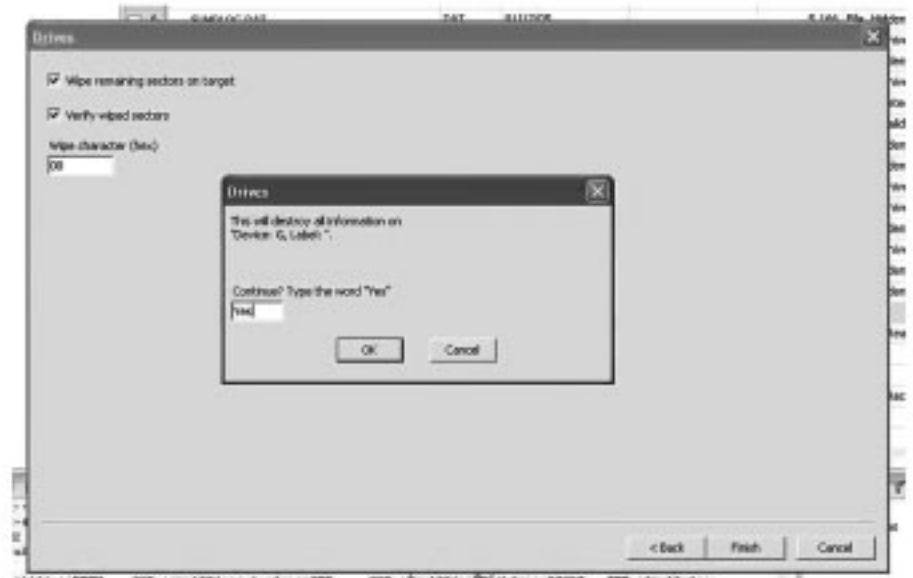 DAT
Drives
Wipe remaining sectors on target
Verify wiped sectors
Wipe character (hex)
00
Drives
This will destroy all information on
"Device: G, Label: ".
Continue? Type the word "Yes"
Yes
OK
Cancel
< Back
Finish
Cancel